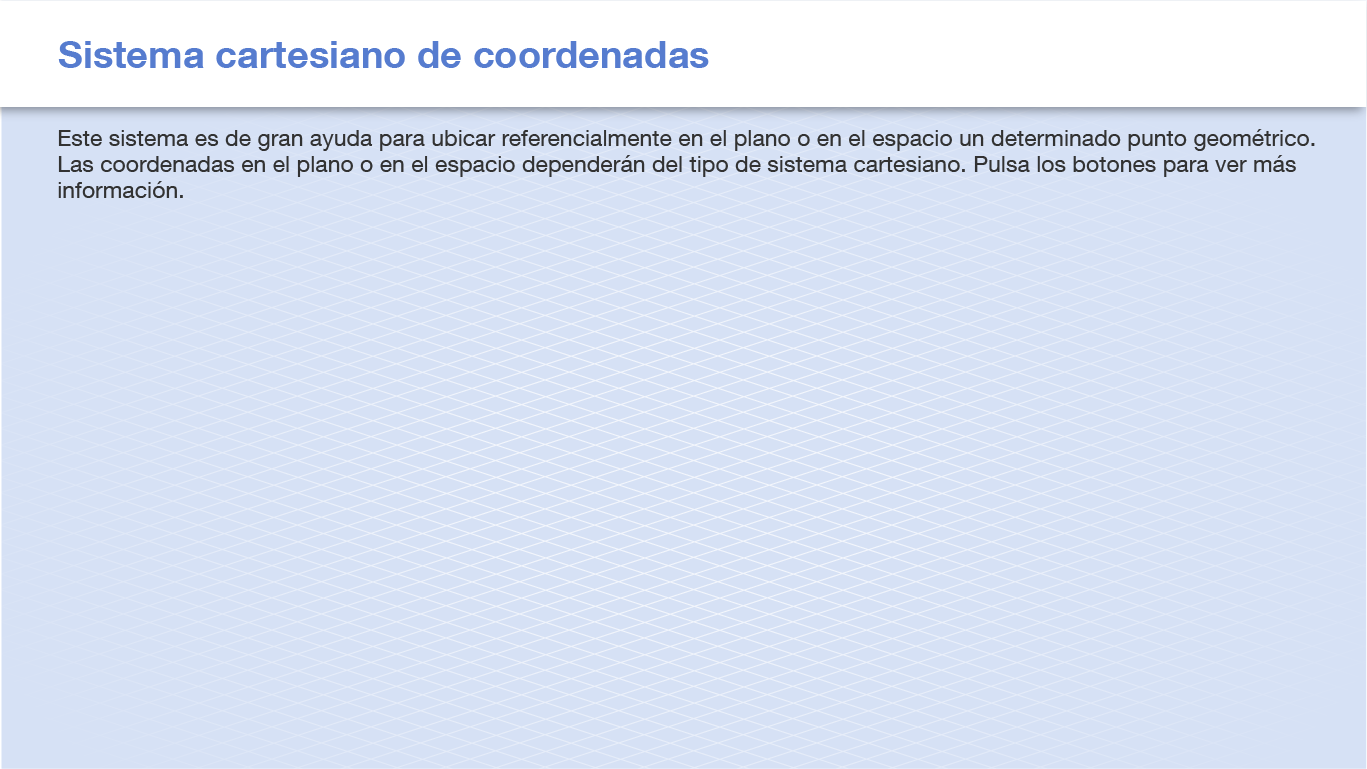 Sistema cartesiano de coordenadas
Este sistema es de gran ayuda para ubicar referencialmente en el plano o en el espacio un determinado punto geométrico.
Las coordenadas en el plano o en el espacio dependerán del tipo de sistema cartesiano. Pulsa los botones para ver más
información.